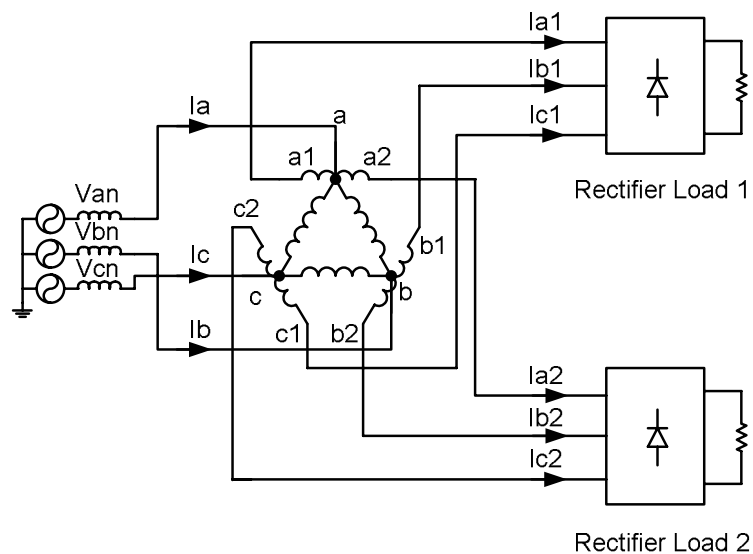 Ia1
Ib1
Ic1
Ia
a
a1 a2
Rectifier Load 1
Van
Vbn
Vcn
c2
b1
Ic
c
b
c1 b2
Ib
Ia2
Ib2
Ic2
Rectifier Load 2